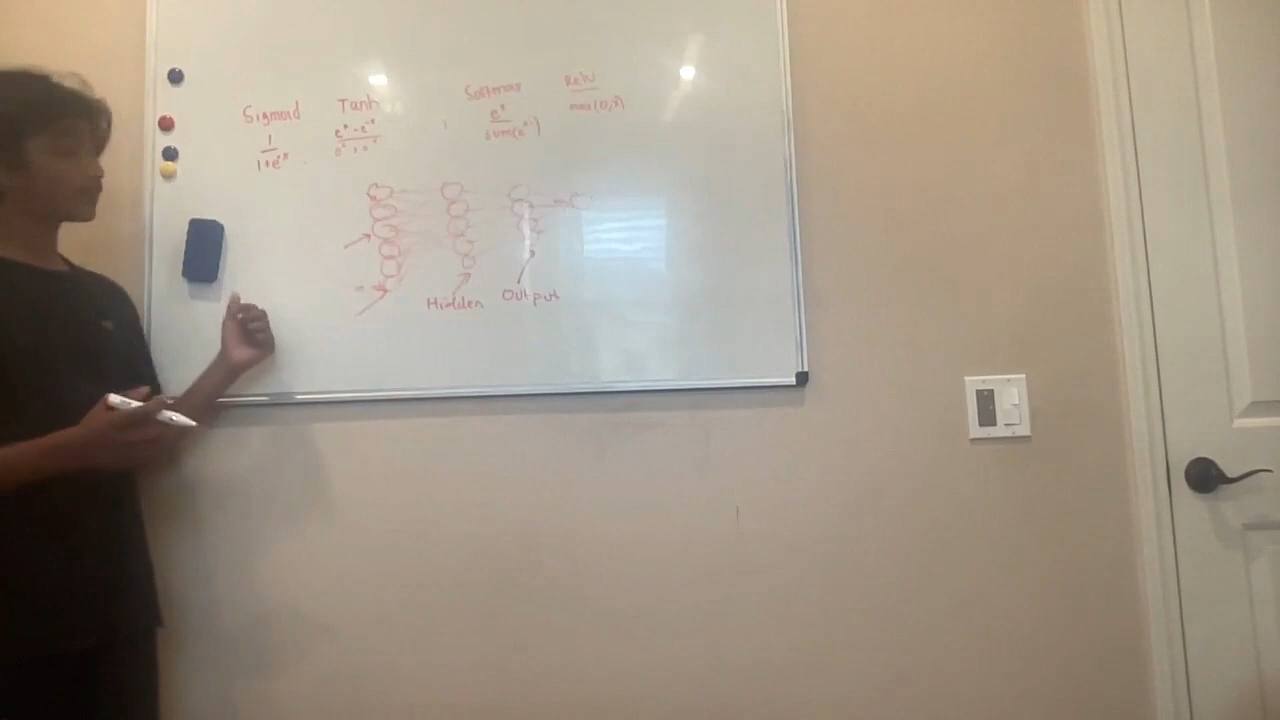 Sigmoid
1
1+e^-x
Tanh
e^x - e^-x
e^x + e^-x
Softmax
e^x
sum(e^x)
ReLU
max(0,x)
Hidden
Output